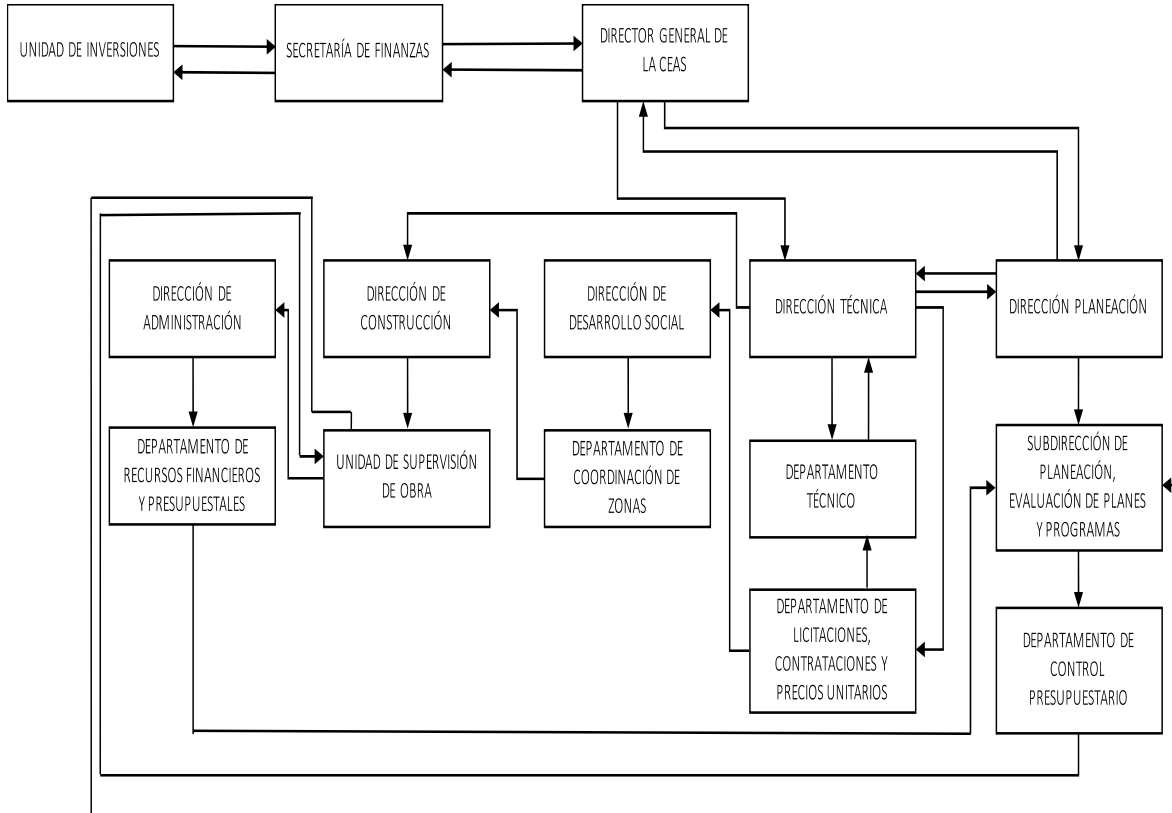 UNIDAD DE INVERSIONES
SECRETARÍA DE FINANZAS
DIRECTOR GENERAL DE
LA CEAS
DIRECCIÓN DE
ADMINISTRACIÓN
DIRECCIÓN DE
CONSTRUCCIÓN
DIRECCIÓN DE
DESARROLLO SOCIAL
DIRECCIÓN TÉCNICA
DIRECCIÓN PLANEACIÓN
DEPARTAMENTO DE
RECURSOS FINANCIEROS
Y PRESUPUESTALES
UNIDAD DE SUPERVISIÓN
DE OBRA
DEPARTAMENTO DE
COORDINACIÓN DE
ZONAS
DEPARTAMENTO
TÉCNICO
SUBDIRECCIÓN DE
PLANEACIÓN,
EVALUACIÓN DE PLANES
Y PROGRAMAS
DEPARTAMENTO DE
LICITACIONES,
CONTRATACIONES Y
PRECIOS UNITARIOS
DEPARTAMENTO DE
CONTROL
PRESUPUESTARIO